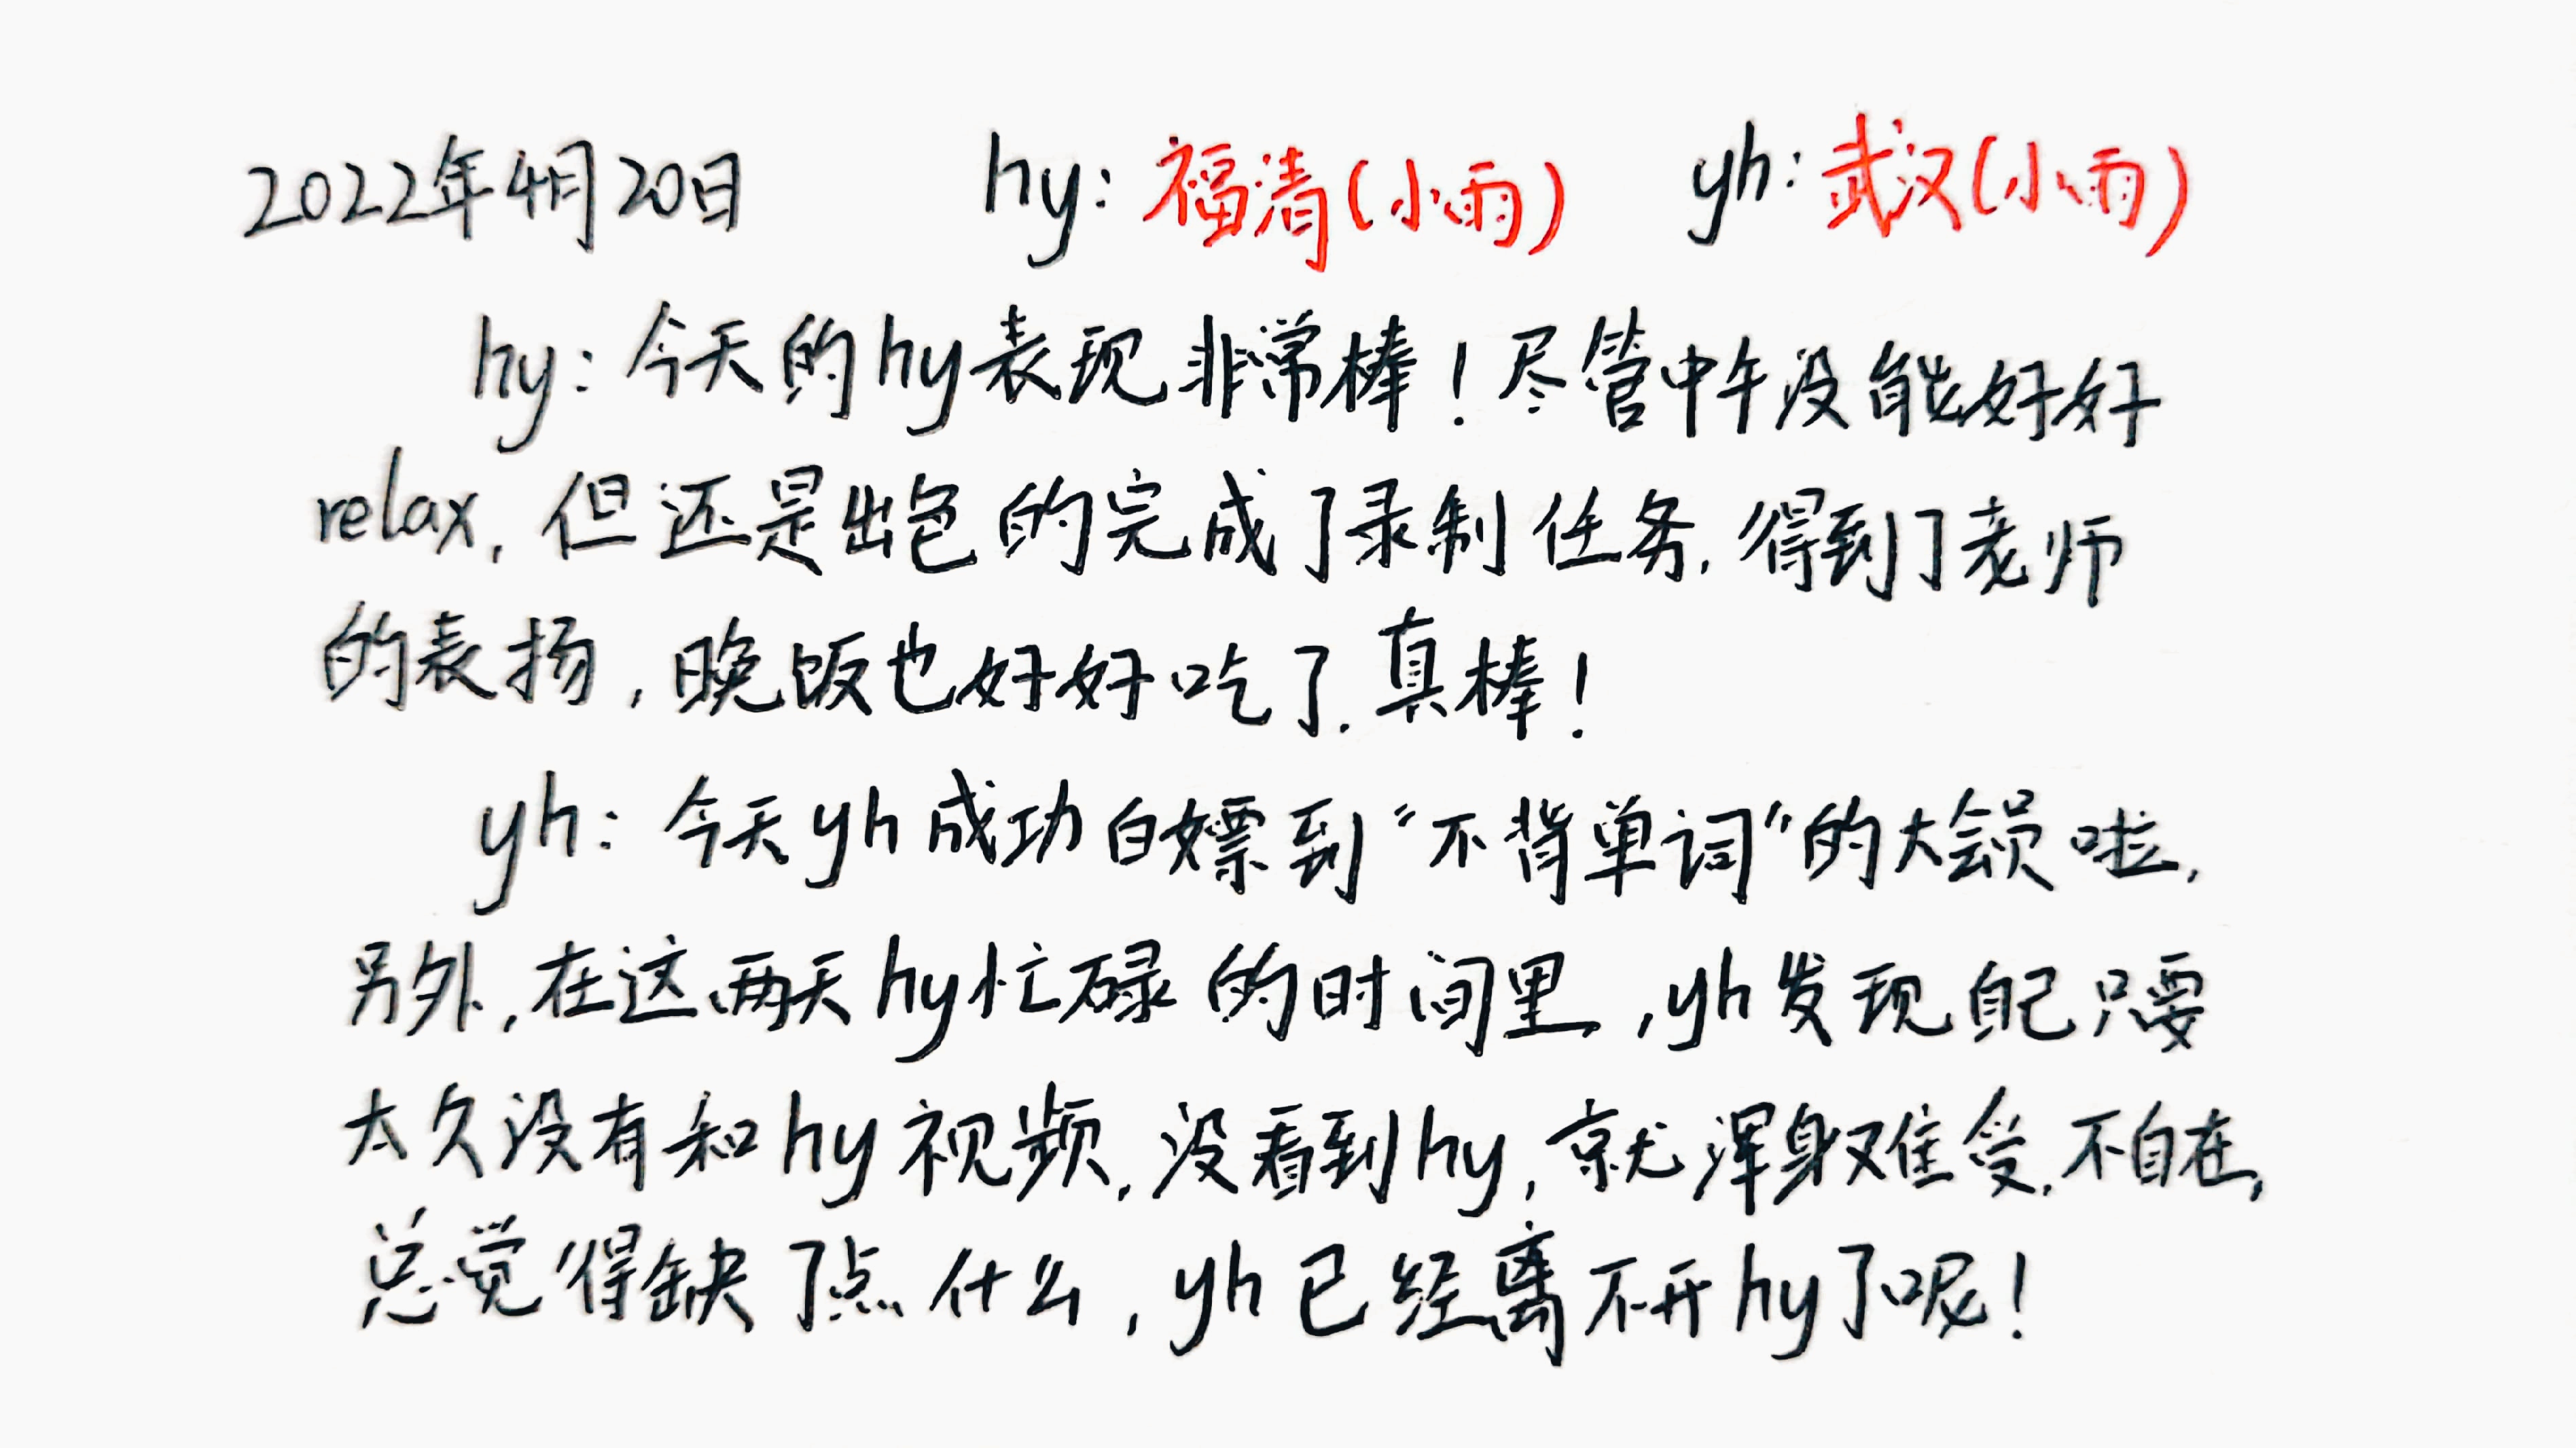 2022年4月20日 hy：福清(小雨) yh：武汉(小雨)
hy：今天的hy表现非常棒！尽管中午没能好好
relax，但还是出色的完成了录制任务，得到了老师
的表扬，晚饭也好好吃了，真棒！
yh：今天yh成功白嫖到“不背单词”的大会员啦，
另外，在这两天hy忙碌的时间里，yh发现自己只要
太久没有和hy视频，没看到hy，就浑身难受，不自在，
总觉得缺了点什么，yh已经离不开hy了呢！